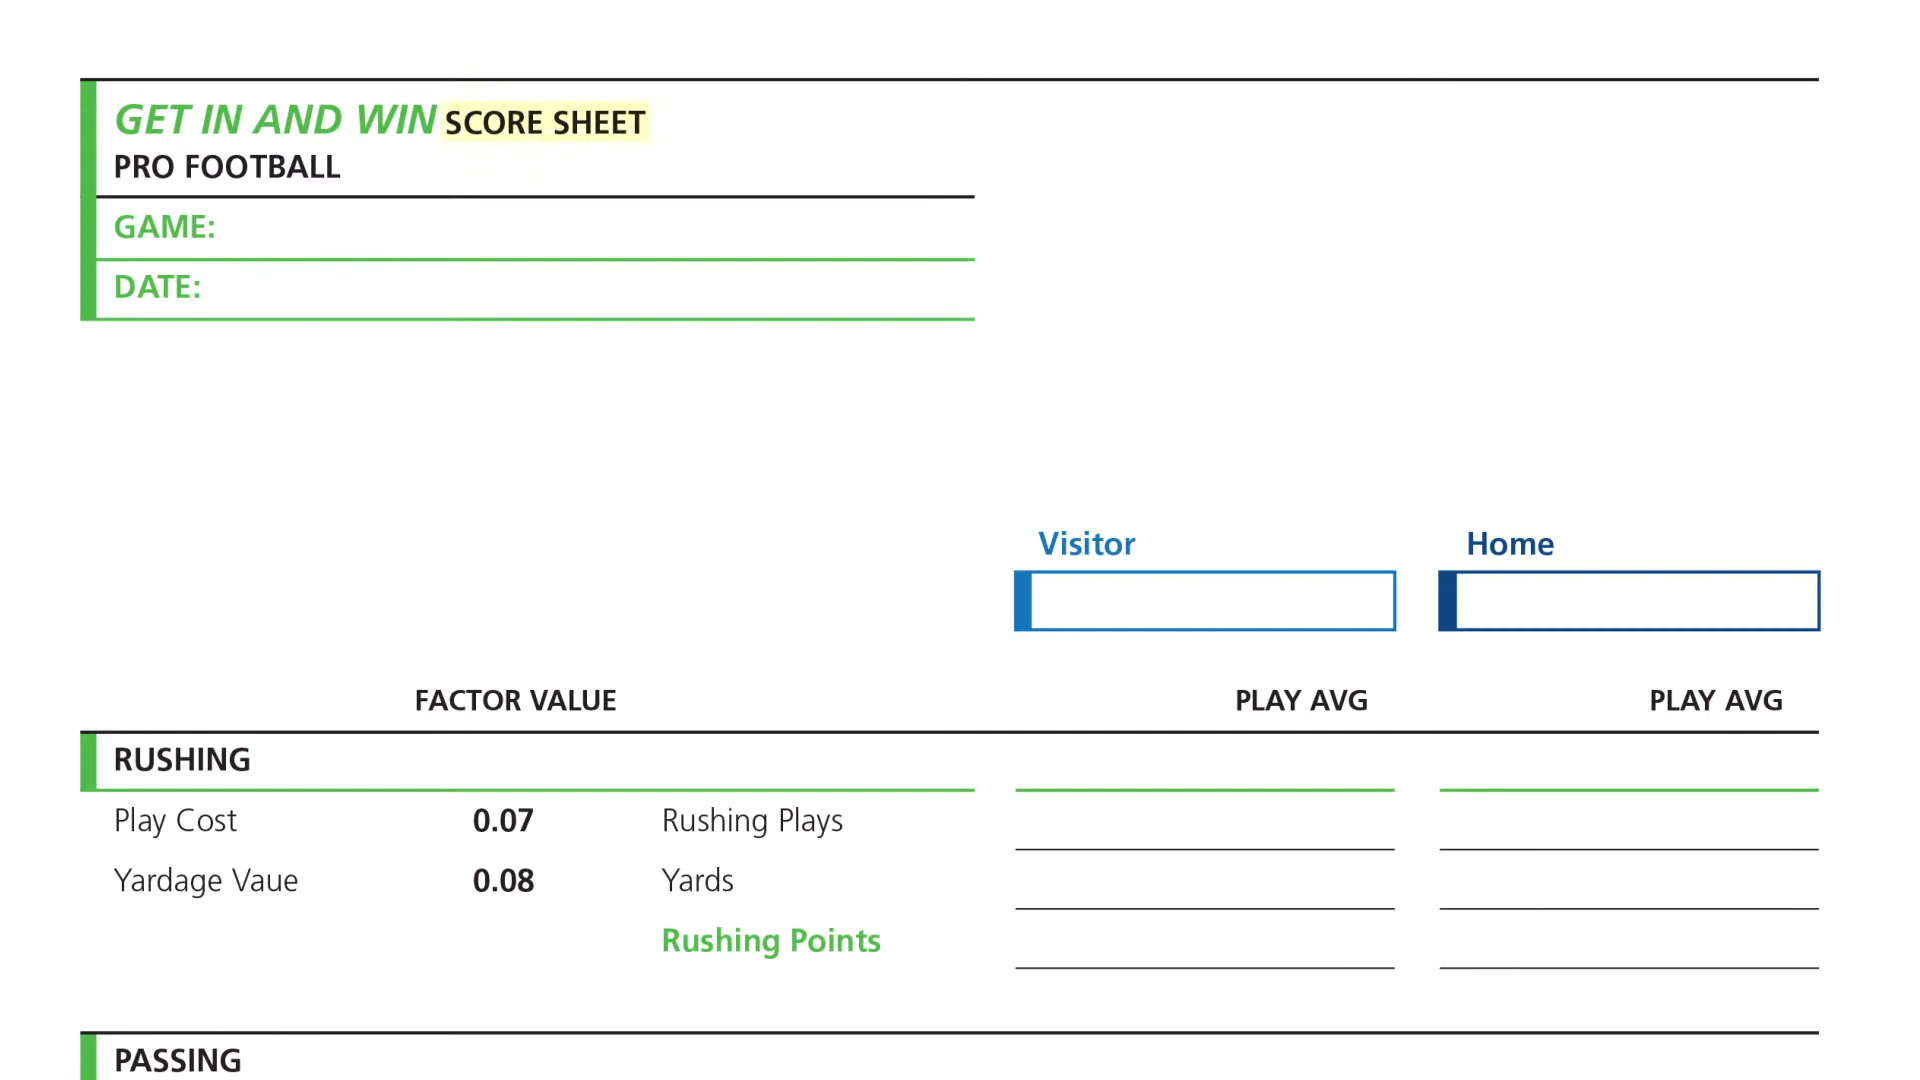 GET IN AND WIN SCORE SHEET
PRO FOOTBALL
GAME:
DATE:
Visitor Home
FACTOR VALUE PLAY AVG PLAY AVG
RUSHING
Play Cost 0.07 Rushing Plays
Yardage Vaue 0.08 Yards
Rushing Points
PASSING